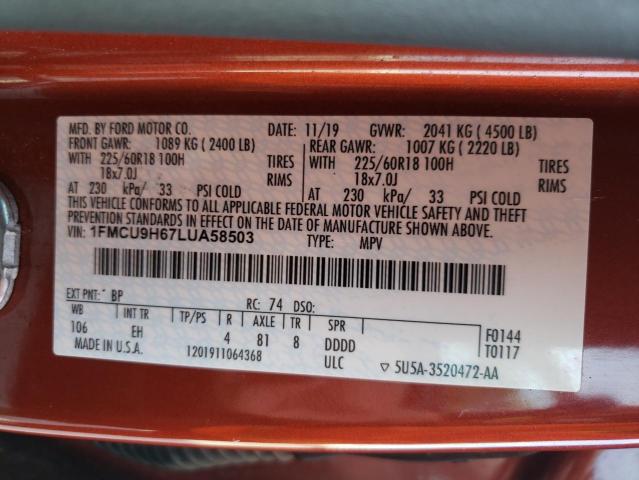 MFD. BY FORD MOTOR CO. 11/19 GVWR: 2041 KG ( 4500 LB)
FRONT GAWR: 1089 KG ( 2400 LB) REAR GAWR: 1007 KG ( 2220 LB)
WITH 225/60R18 100H TIRES WITH 225/60R18 100H TIRES
18x7.0J RIMS 18x7.0J RIMS
AT 230 kPa/ 33 PSI COLD AT 230 kPa/ 33 PSI COLD
THIS VEHICLE CONFORMS TO ALL APPLICABLE FEDERAL MOTOR VEHICLE SAFETY AND THEFT
PREVENTION STANDARDS IN EFFECT ON THE DATE OF MANUFACTURE SHOWN ABOVE.
VIN: 1FMCU9H67LUA58503 TYPE: MPV
EXT PNT: BP RC: 74 DSO:
WB INT TR TP/PS R AXLE TR SPR F0144
106 EH 4 81 8 DDDD T0117
MADE IN U.S.A. 1201911064368 ULC ▽ 5U5A-3520472-AA